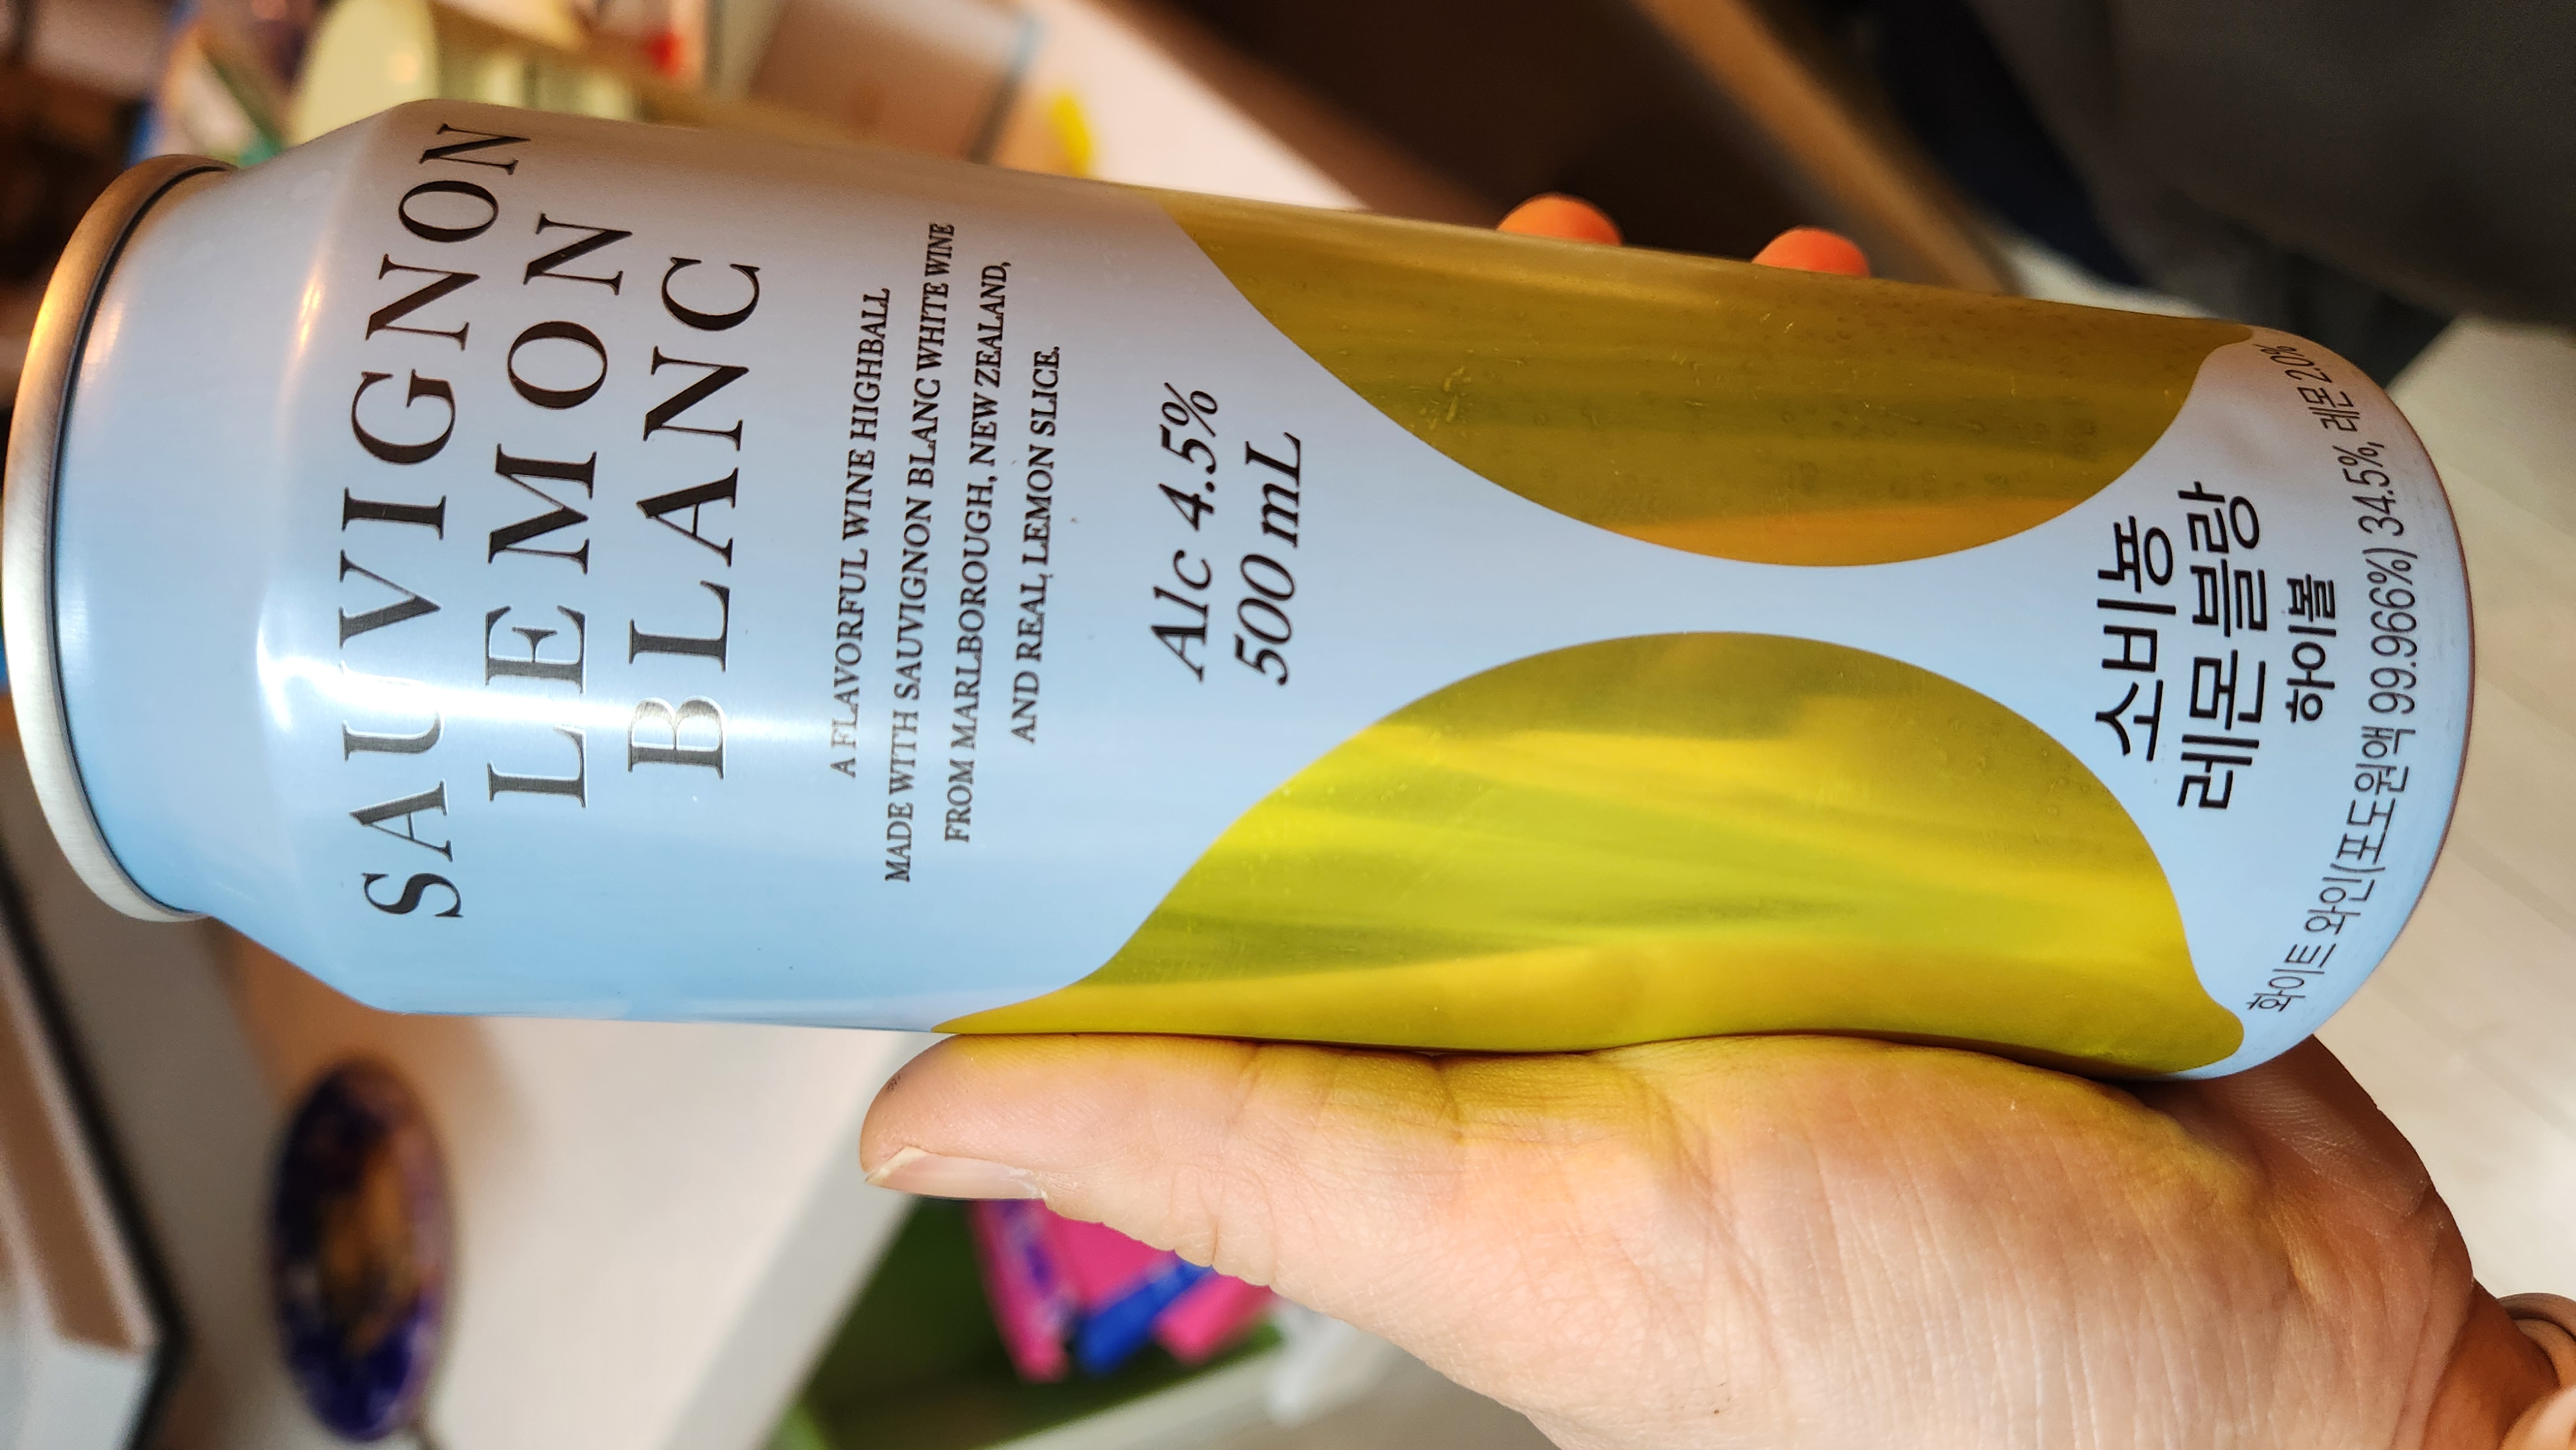 SAUVIGNON
LEMON
BLANC
A FLAVORFUL WINE HIGHBALL
MADE WITH SAUVIGNON BLANC WHITE WINE
FROM MARLBOROUGH, NEW ZEALAND,
AND REAL LEMON SLICE.
Alc 4.5%
500 mL
소비뇽
레몬블랑
하이볼
화이트 와인(포도원액 99.966%) 34.5%, 레몬 2.0%